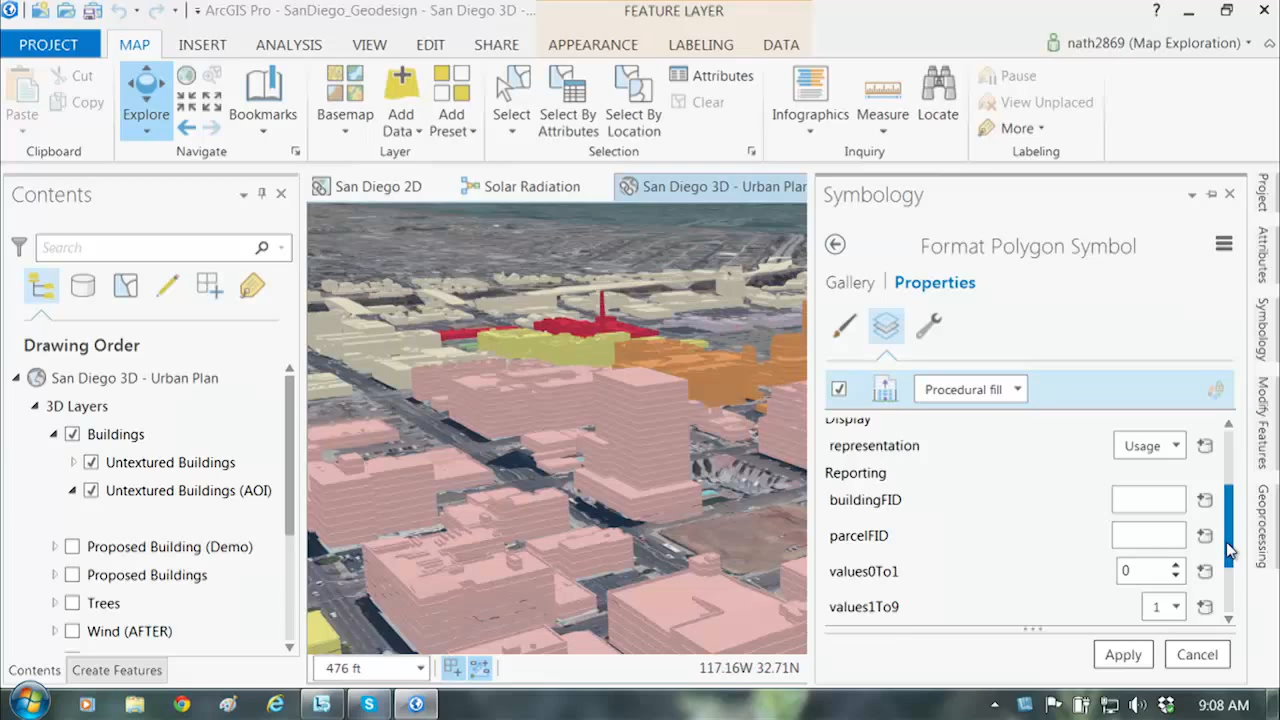 ArcGIS Pro - SanDiego_Geodesign - San Diego 3D -...
FEATURE LAYER
?
PROJECT
MAP
INSERT
ANALYSIS
VIEW
EDIT
SHARE
APPEARANCE
LABELING
DATA
nath2869 (Map Exploration)
Paste
Cut
Copy
Clipboard
Explore
Bookmarks
Navigate
Basemap
Add Data
Add Preset
Layer
Select
Select By Attributes
Select By Location
Attributes
Clear
Selection
Infographics
Measure
Locate
Inquiry
Pause
View Unplaced
More
Labeling
Contents
Search
Drawing Order
San Diego 3D - Urban Plan
3D Layers
Buildings
Untextured Buildings
Untextured Buildings (AOI)
Proposed Building (Demo)
Proposed Buildings
Trees
Wind (AFTER)
Contents
Create Features
San Diego 2D
Solar Radiation
San Diego 3D - Urban Plan
476 ft
117.16W 32.71N
Symbology
Format Polygon Symbol
Gallery
Properties
Procedural fill
Display
representation
Usage
Reporting
buildingFID
parcelFID
values0To1
0
values1To9
1
Apply
Cancel
Project
Attributes
Symbology
Modify Features
Geoprocessing
9:08 AM